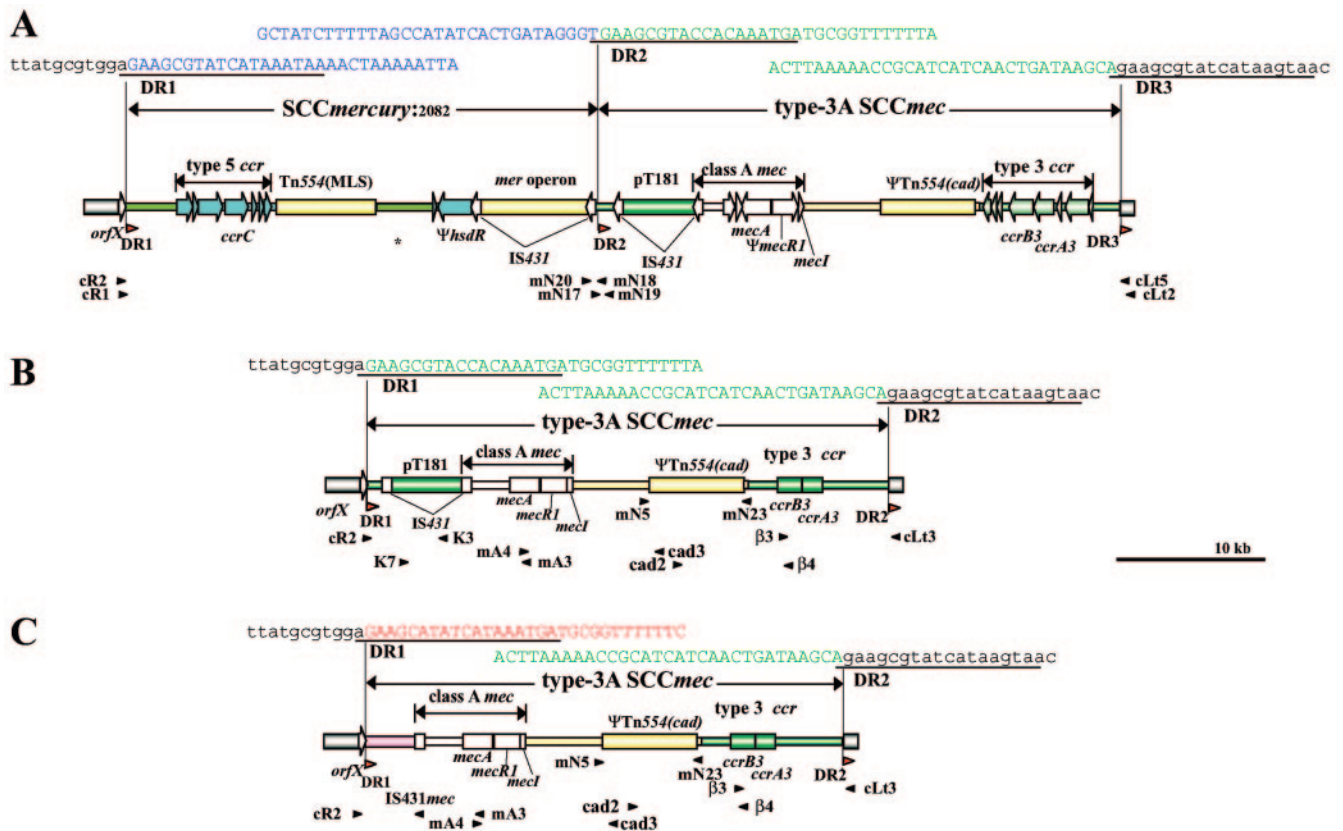 A
GCTATCTTTTTAGCCATATCACTGATAGGGTGAAGCGTACCACAAATGATGCGGTTTTTTA
DR2
ttatgcgtggaGAAGCGTATCATAAATAAAACTAAAAATTA
ACTTAAAAACCGCATCATCAACTGATAAGCAgaagcgtatcataagtaac
DR1
DR3
SCCmercury:2082
type-3A SCCmec
type 5 ccr
Tn554(MLS)
mer operon
pT181
class A mec
ΨTn554(cad)
type 3 ccr
orfX
DR1
ccrC
*
ΨhsdR
IS431
DR2
IS431
mecA
ΨmecR1
mecI
ccrB3
ccrA3
DR3
cR2
mN20
mN18
cLt5
cR1
mN17
mN19
cLt2
B
ttatgcgtggaGAAGCGTACCACAAATGATGCGGTTTTTTA
DR1
ACTTAAAAACCGCATCATCAACTGATAAGCAgaagcgtatcataagtaac
DR2
type-3A SCCmec
pT181
class A mec
ΨTn554(cad)
type 3 ccr
orfX
DR1
IS431
mecA
mecR1
mecI
mN5
mN23
ccrB3
ccrA3
DR2
cR2
K3
mA4
cad3
β3
cLt3
K7
mA3
cad2
β4
10 kb
C
ttatgcgtggaGAAGCATATCATAAATGATGCGGTTTTTTC
DR1
ACTTAAAAACCGCATCATCAACTGATAAGCAgaagcgtatcataagtaac
DR2
type-3A SCCmec
class A mec
ΨTn554(cad)
type 3 ccr
orfX
DR1
mecA
mecR1
mecI
mN5
mN23
ccrB3
ccrA3
DR2
IS431mec
cR2
mA3
cad2
β3
cLt3
mA4
cad3
β4